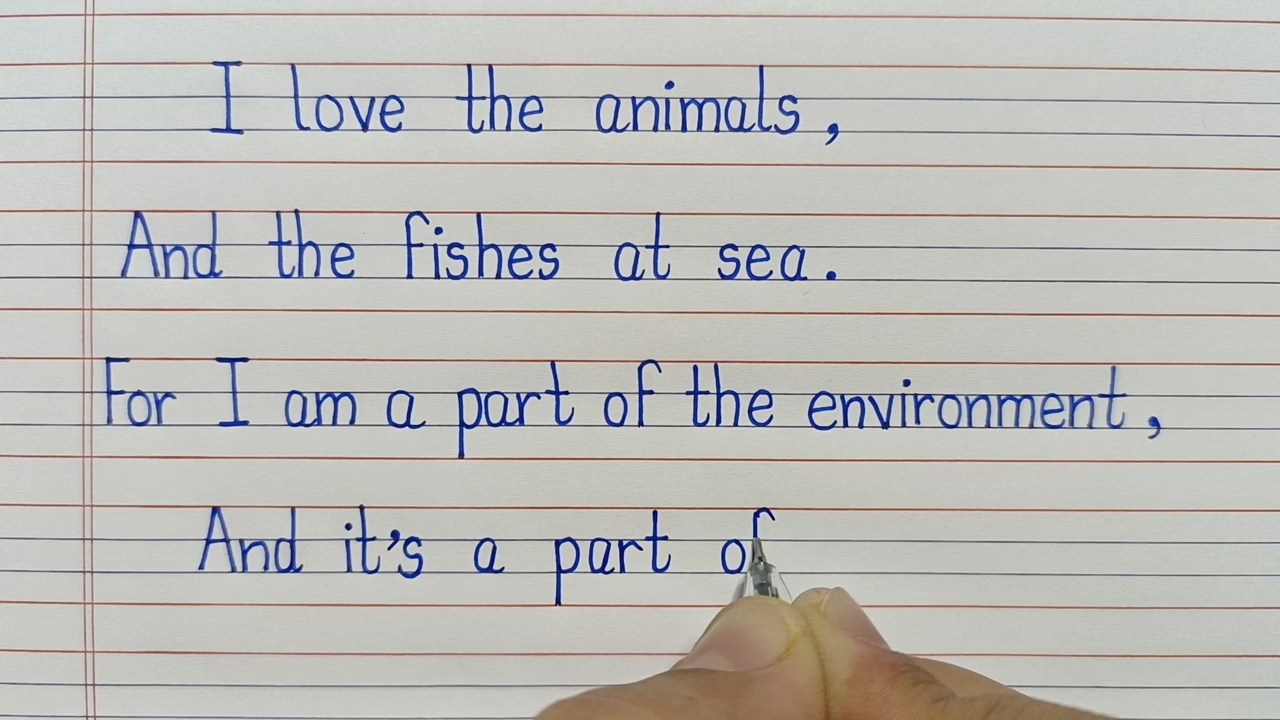 I love the animals,
And the fishes at sea.
For I am a part of the environment,
And it's a part of